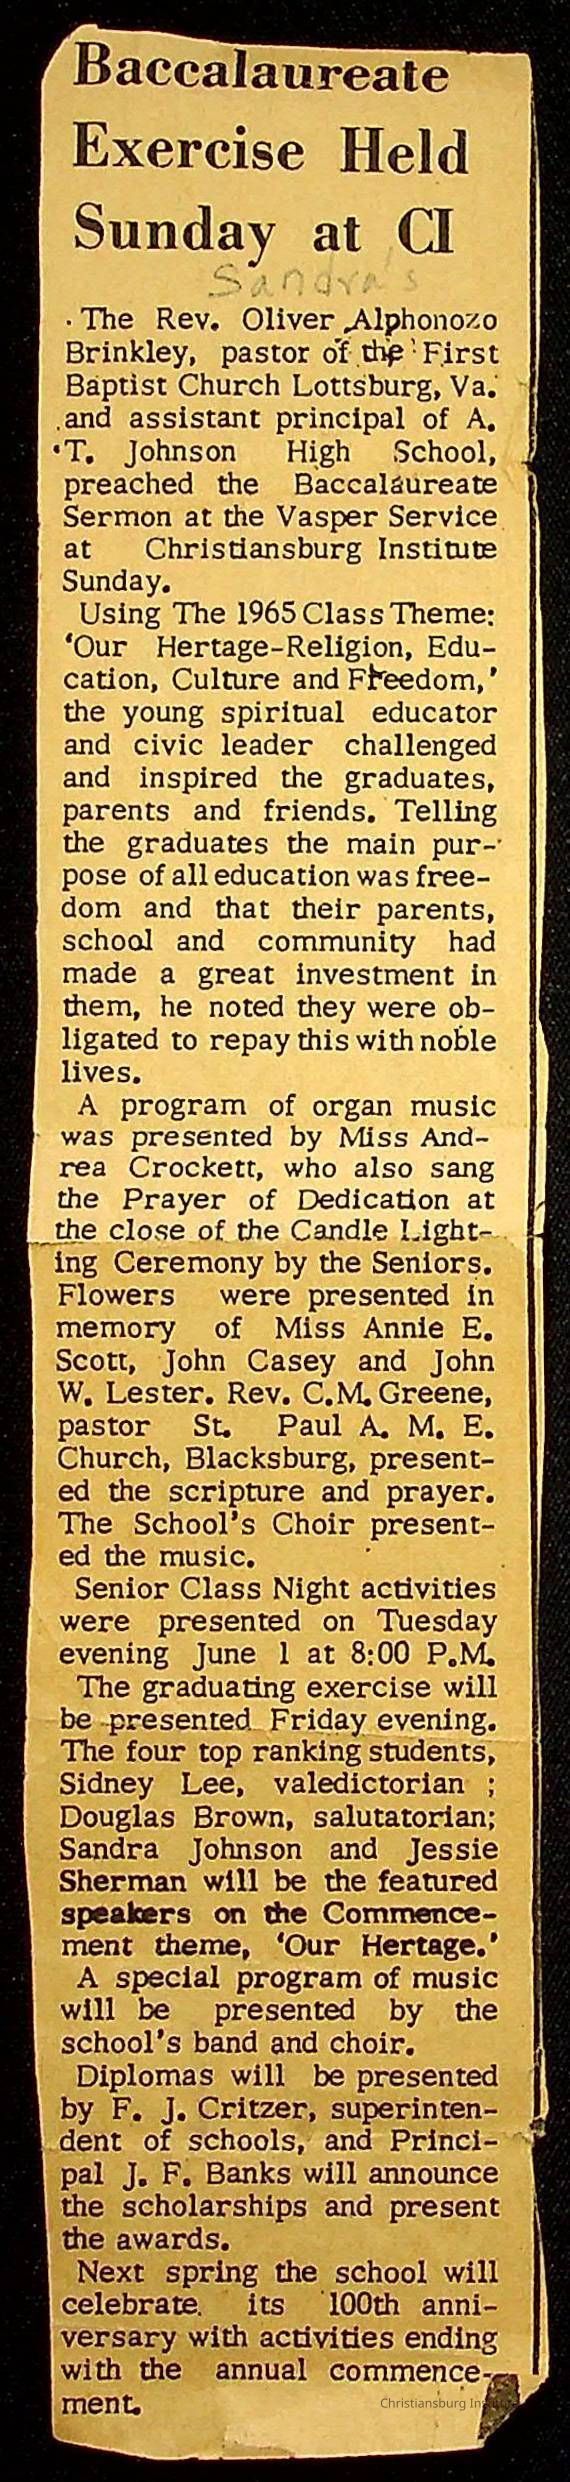 Baccalaureate
Exercise Held
Sunday at CI
Sandra's
The Rev. Oliver Alphonozo
Brinkley, pastor of the First
Baptist Church Lottsburg, Va.
and assistant principal of A.
T. Johnson High School,
preached the Baccalaureate
Sermon at the Vasper Service
at Christiansburg Institute
Sunday.
Using The 1965 Class Theme:
'Our Hertage-Religion, Edu-
cation, Culture and Freedom,'
the young spiritual educator
and civic leader challenged
and inspired the graduates,
parents and friends. Telling
the graduates the main pur-
pose of all education was free-
dom and that their parents,
school and community had
made a great investment in
them, he noted they were ob-
ligated to repay this with noble
lives.
A program of organ music
was presented by Miss And-
rea Crockett, who also sang
the Prayer of Dedication at
the close of the Candle Light-
ing Ceremony by the Seniors.
Flowers were presented in
memory of Miss Annie E.
Scott, John Casey and John
W. Lester. Rev. C.M. Greene,
pastor St. Paul A. M. E.
Church, Blacksburg, present-
ed the scripture and prayer.
The School's Choir present-
ed the music.
Senior Class Night activities
were presented on Tuesday
evening June 1 at 8:00 P.M.
The graduating exercise will
be presented Friday evening.
The four top ranking students,
Sidney Lee, valedictorian ;
Douglas Brown, salutatorian;
Sandra Johnson and Jessie
Sherman will be the featured
speakers on the Commence-
ment theme, 'Our Hertage.'
A special program of music
will be presented by the
school's band and choir.
Diplomas will be presented
by F. J. Critzer, superinten-
dent of schools, and Princi-
pal J. F. Banks will announce
the scholarships and present
the awards.
Next spring the school will
celebrate its 100th anni-
versary with activities ending
with the annual commence-
ment.
Christiansburg Institute